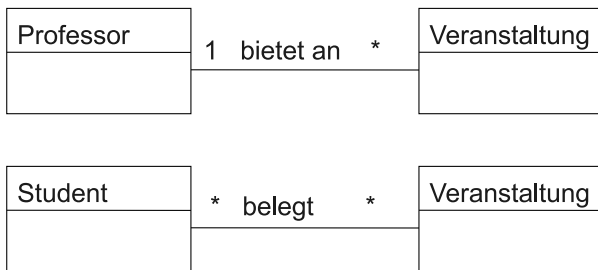 Professor 1 bietet an * Veranstaltung
Student * belegt * Veranstaltung